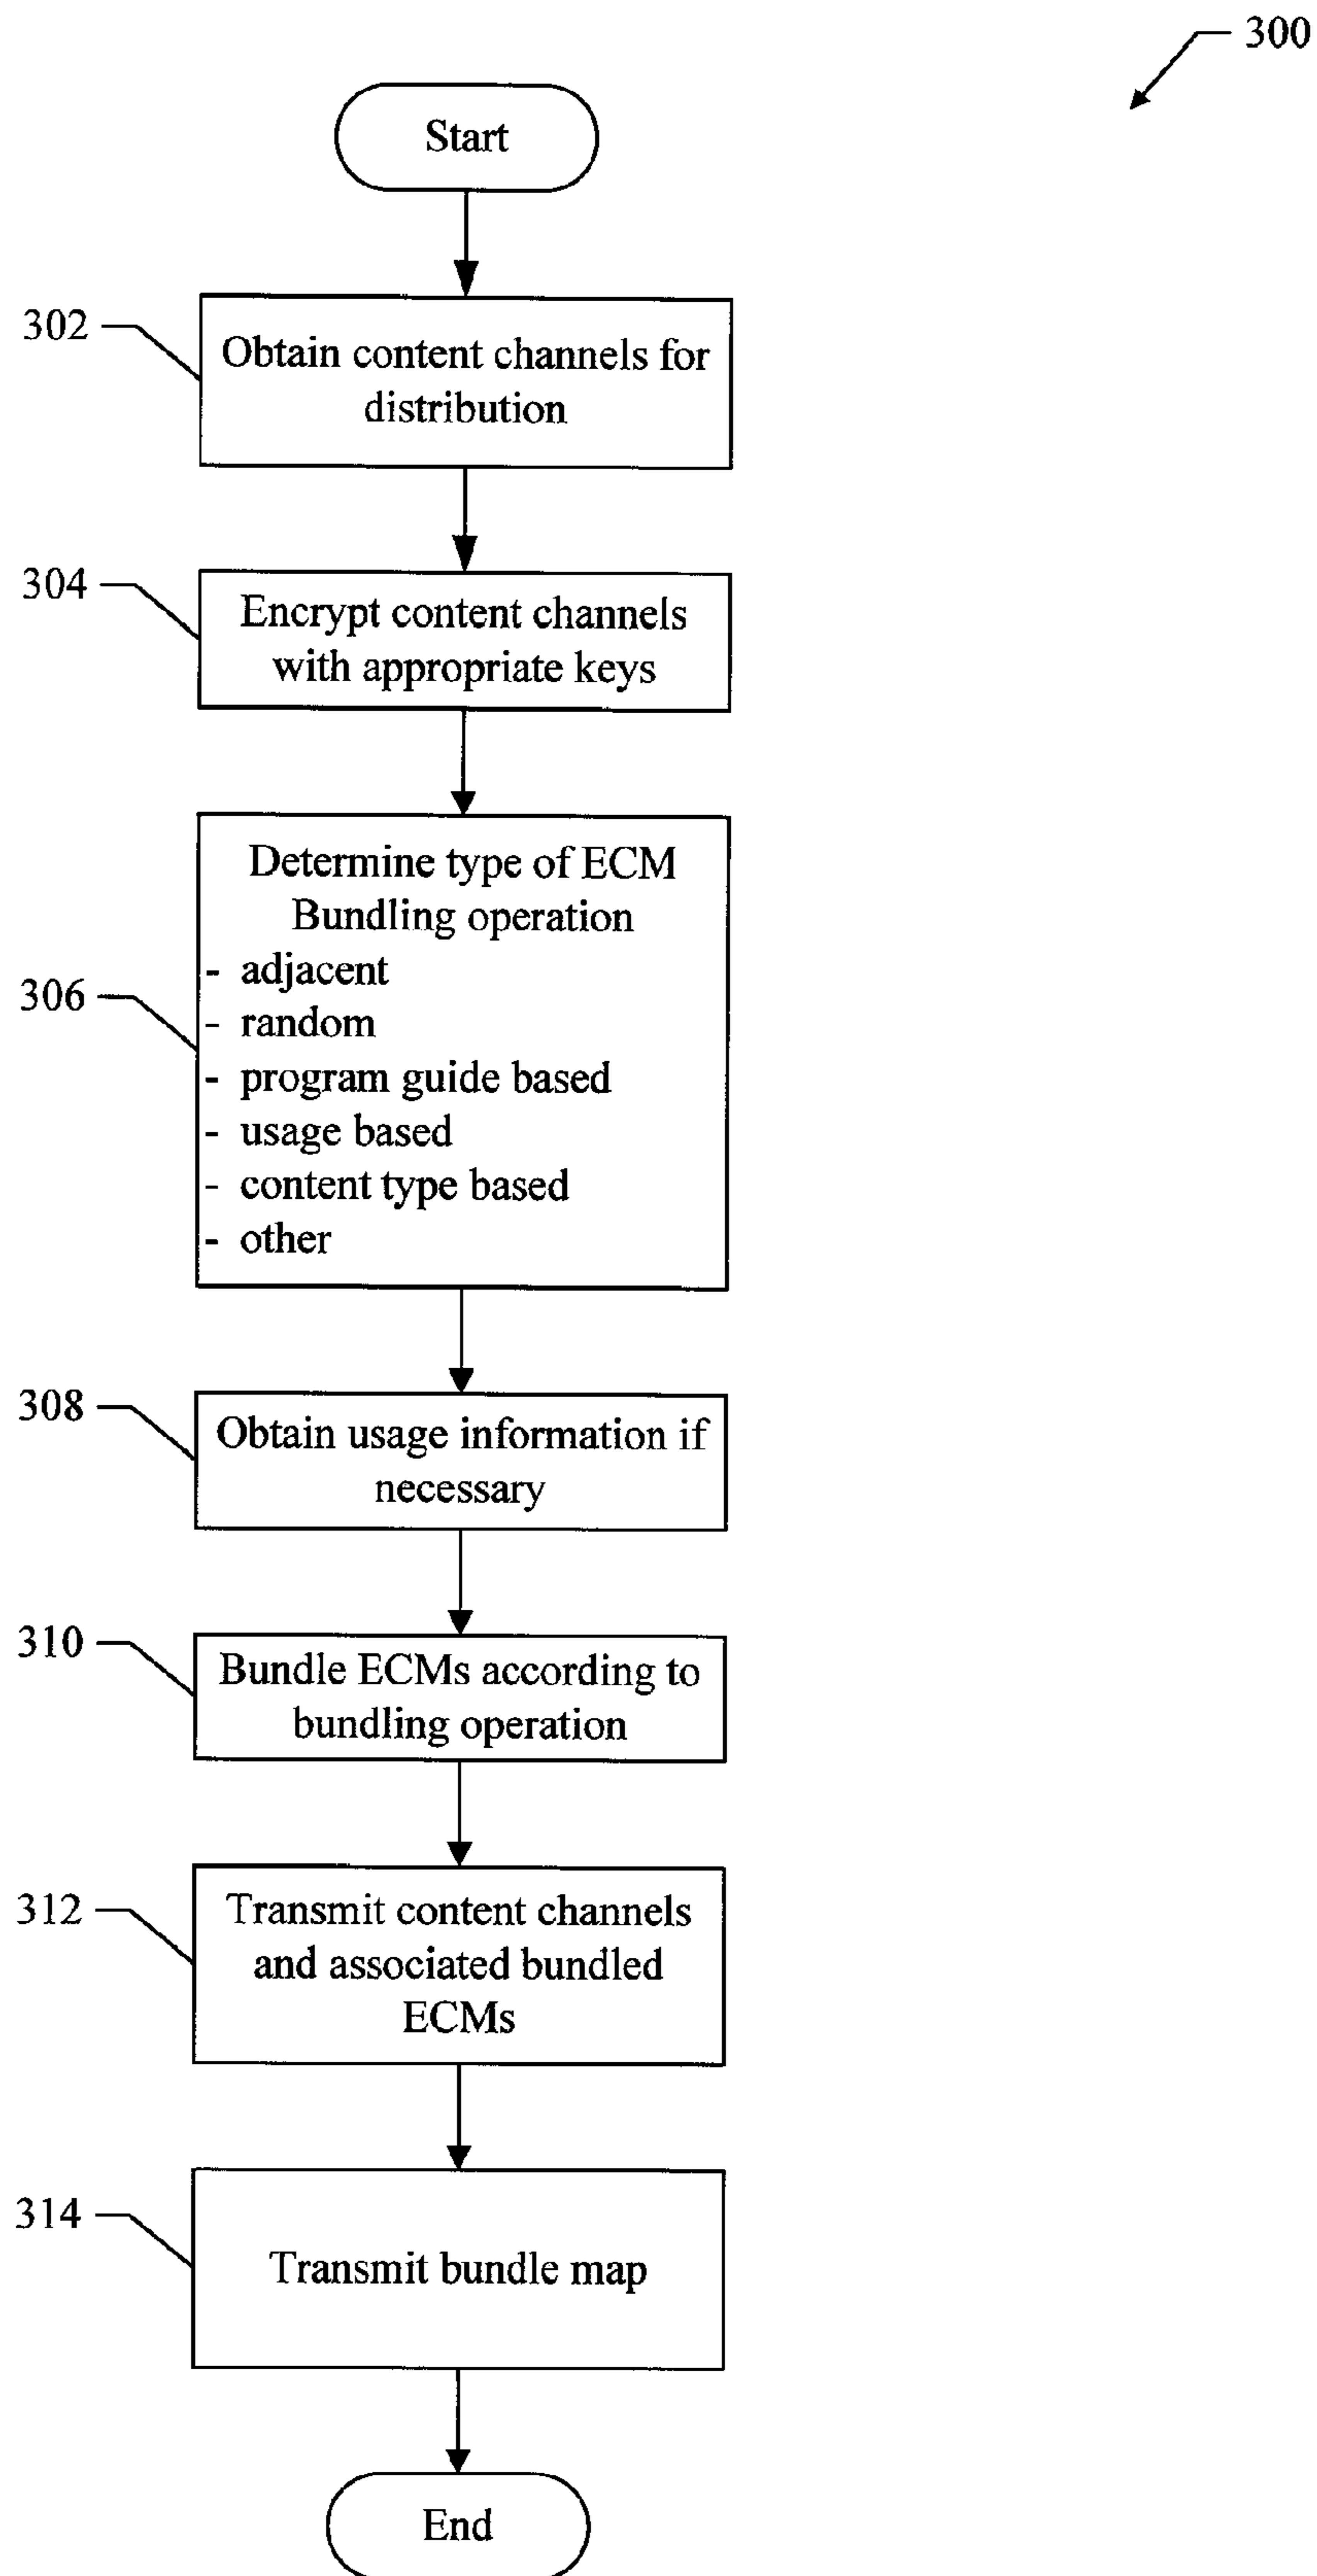 300
Start
302
Obtain content channels for
distribution
304
Encrypt content channels
with appropriate keys
306
Determine type of ECM
Bundling operation
- adjacent
- random
- program guide based
- usage based
- content type based
- other
308
Obtain usage information if
necessary
310
Bundle ECMs according to
bundling operation
312
Transmit content channels
and associated bundled
ECMs
314
Transmit bundle map
End